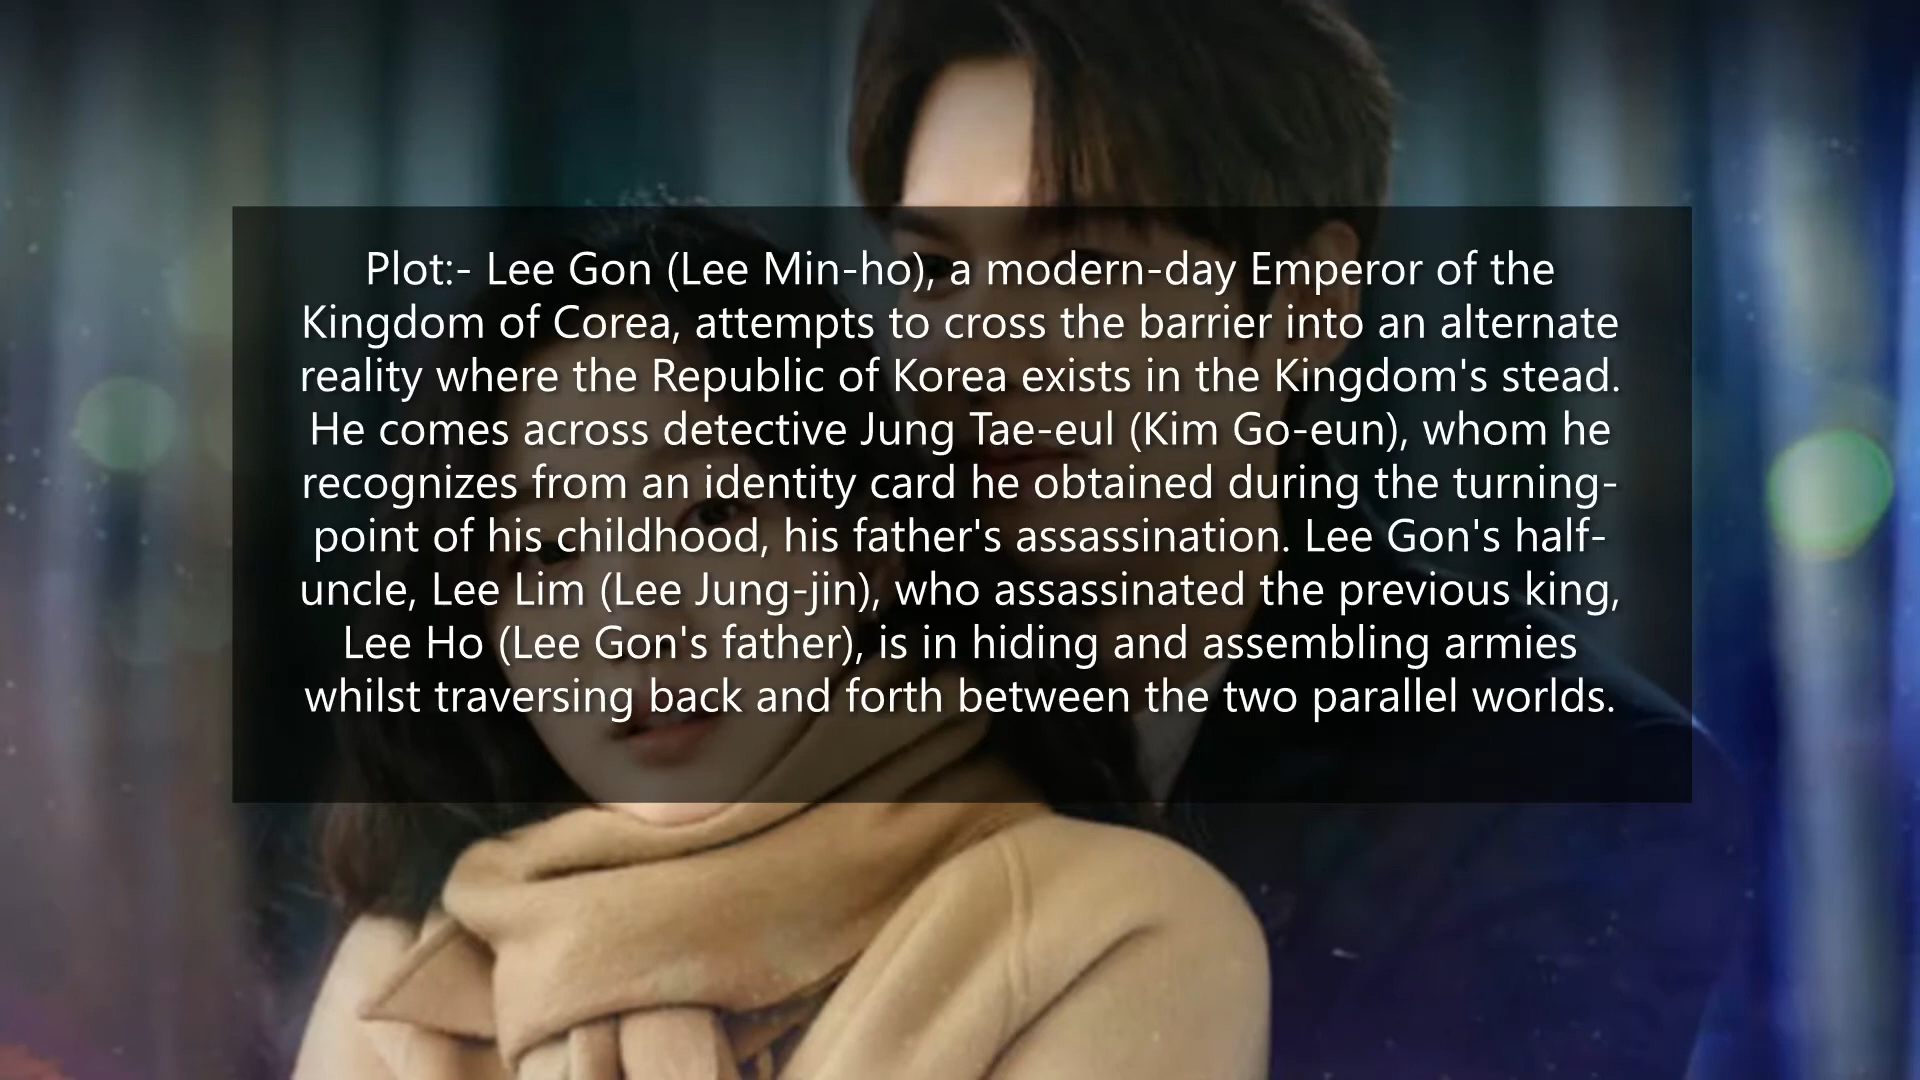 Plot:- Lee Gon (Lee Min-ho), a modern-day Emperor of the
Kingdom of Corea, attempts to cross the barrier into an alternate
reality where the Republic of Korea exists in the Kingdom's stead.
He comes across detective Jung Tae-eul (Kim Go-eun), whom he
recognizes from an identity card he obtained during the turning-
point of his childhood, his father's assassination. Lee Gon's half-
uncle, Lee Lim (Lee Jung-jin), who assassinated the previous king,
Lee Ho (Lee Gon's father), is in hiding and assembling armies
whilst traversing back and forth between the two parallel worlds.